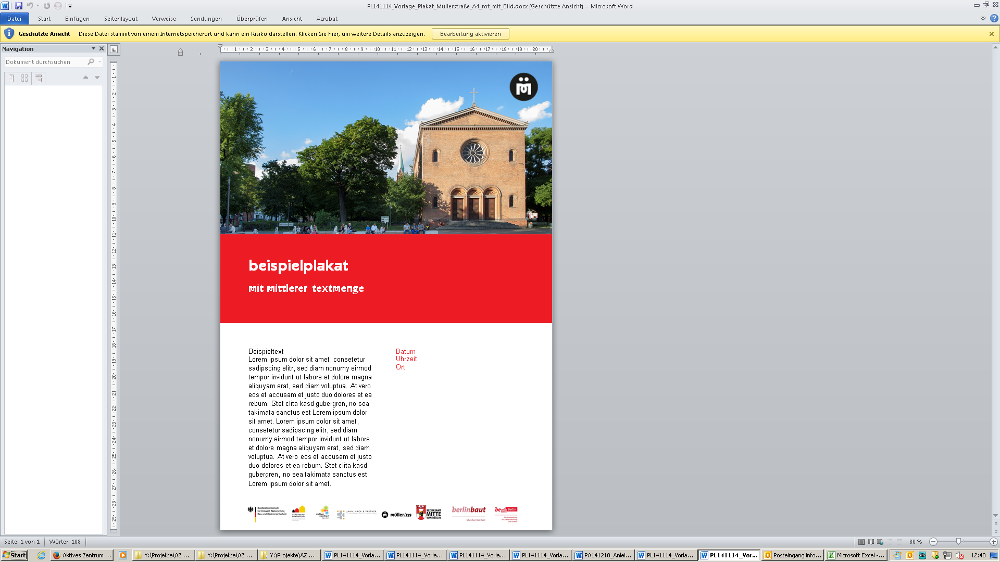 PL141114_Vorlage_Plakat_Müllerstraße_A4_rot_mit_Bild.docx (Geschützte Ansicht) - Microsoft Word
Datei Start Einfügen Seitenlayout Verweise Sendungen Überprüfen Ansicht Acrobat
Geschützte Ansicht Diese Datei stammt von einem Internetspeicherort und kann ein Risiko darstellen. Klicken Sie hier, um weitere Details anzuzeigen. Bearbeitung aktivieren
Navigation
Dokument durchsuchen
beispielplakat
mit mittlerer textmenge
Beispieltext
Lorem ipsum dolor sit amet, consetetur
sadipscing elitr, sed diam nonumy eirmod
tempor invidunt ut labore et dolore magna
aliquyam erat, sed diam voluptua. At vero
eos et accusam et justo duo dolores et ea
rebum. Stet clita kasd gubergren, no sea
takimata sanctus est Lorem ipsum dolor
sit amet. Lorem ipsum dolor sit amet,
consetetur sadipscing elitr, sed diam
nonumy eirmod tempor invidunt ut labore
et dolore magna aliquyam erat, sed diam
voluptua. At vero eos et accusam et justo
duo dolores et ea rebum. Stet clita kasd
gubergren, no sea takimata sanctus est
Lorem ipsum dolor sit amet.
Datum
Uhrzeit
Ort
Bundesministerium
für Umwelt, Naturschutz,
Bau und Reaktorsicherheit
STÄDTEBAU-
FÖRDERUNG
aktive
zentren
Berlin
JAHN, MACK & PARTNER
müller/
BEZIRKSAMT
MITTE
VON BERLIN
berlinbaut
be Berlin
Seite: 1 von 1 Wörter: 108 80 %
Start Aktives Zentrum ... Y:\Projekte\AZ ... Y:\Projekte\AZ ... Y:\Projekte\AZ ... PL141114_Vorla... PL141114_Vorla... PL141114_Vorla... PL141114_Vorla... PA141210_Anlei... PL141114_Vorla... PL141114_Vor... Posteingang info... Microsoft Excel -... 12:40